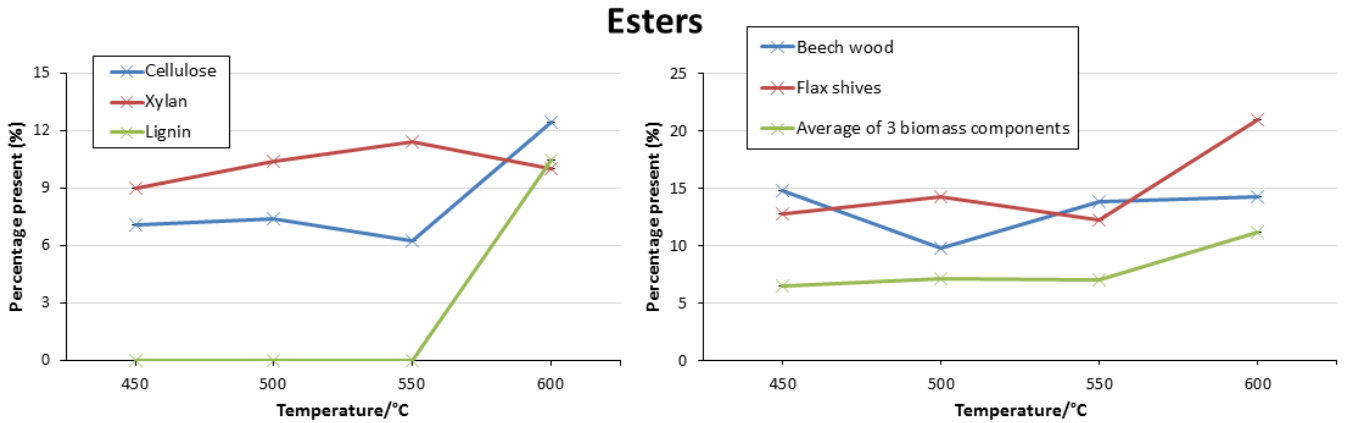 Esters
Cellulose
Xylan
Lignin
15
12
9
6
3
0
Percentage present (%)
450
500
550
600
Temperature/°C
Beech wood
Flax shives
Average of 3 biomass components
25
20
15
10
5
0
Percentage present (%)
450
500
550
600
Temperature/°C